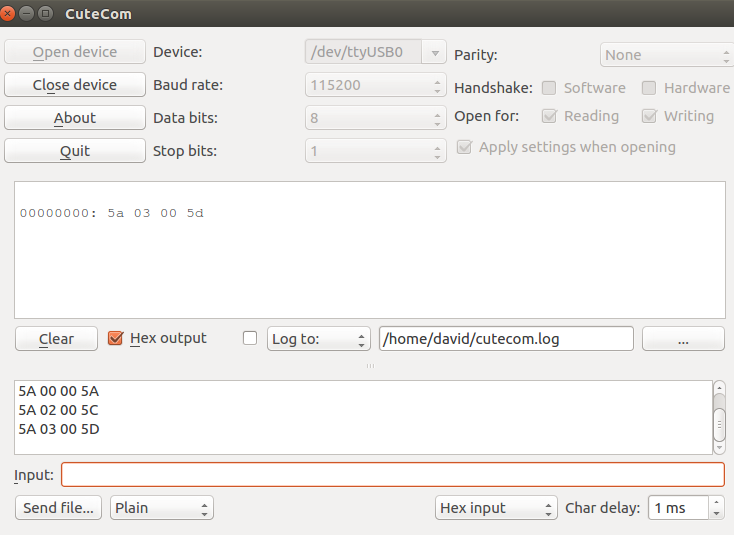 CuteCom
Open device Device: /dev/ttyUSB0 Parity: None
Close device Baud rate: 115200 Handshake: Software Hardware
About Data bits: 8 Open for: Reading Writing
Quit Stop bits: 1 Apply settings when opening
00000000: 5a 03 00 5d
Clear Hex output Log to: /home/david/cutecom.log ...
5A 00 00 5A
5A 02 00 5C
5A 03 00 5D
Input:
Send file... Plain Hex input Char delay: 1 ms